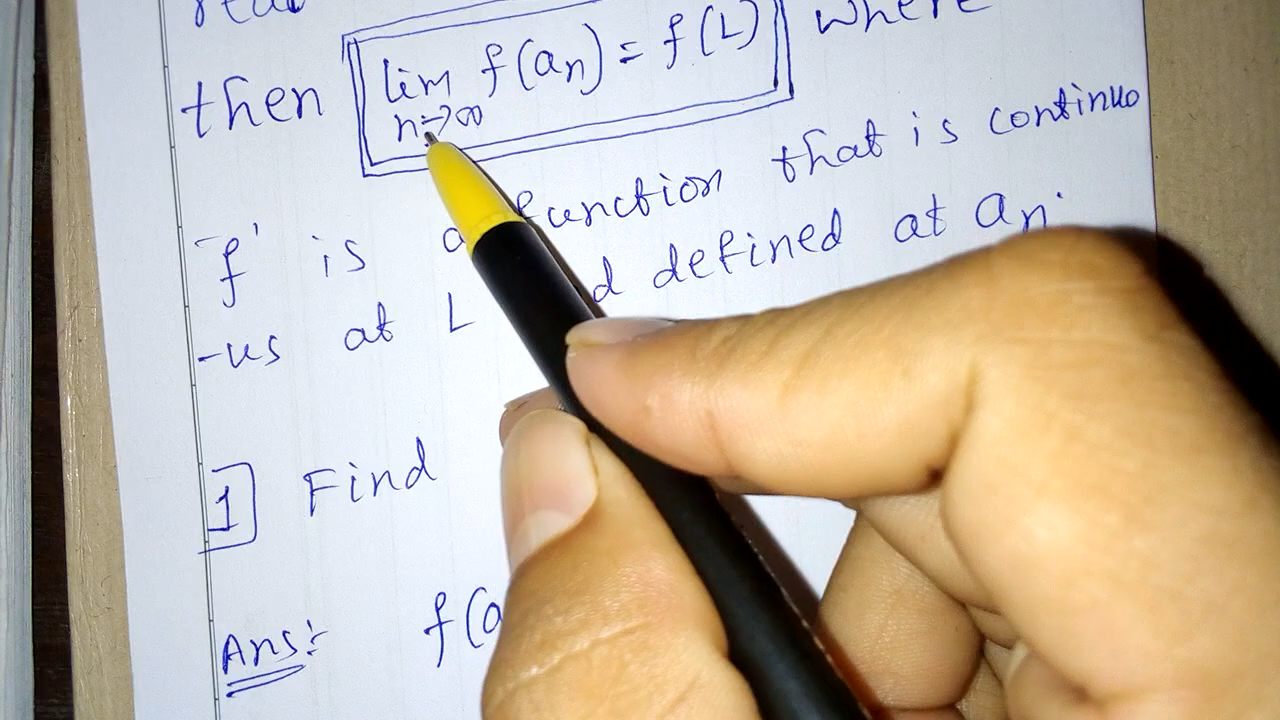 then lim f(an) = f(L) where
n→∞
'f' is a function that is continuo
-us at L defined at an.
1 Find
Ans:- f(a